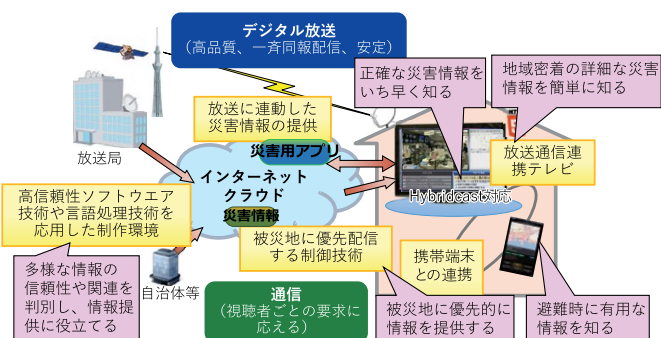 デジタル放送
（高品質、一斉同報配信、安定）
正確な災害情報を
いち早く知る
地域密着の詳細な災害
情報を簡単に知る
放送に連動した
災害情報の提供
放送局
災害用アプリ
インターネット
クラウド
災害情報
放送通信連
携テレビ
Hybridcast対応
高信頼性ソフトウエア
技術や言語処理技術を
応用した制作環境
被災地に優先配信
する制御技術
携帯端末
との連携
多様な情報の
信頼性や関連を
判別し、情報提
供に役立てる
自治体等
通信
（視聴者ごとの要求に
応える）
被災地に優先的に
情報を提供する
避難時に有用な
情報を知る